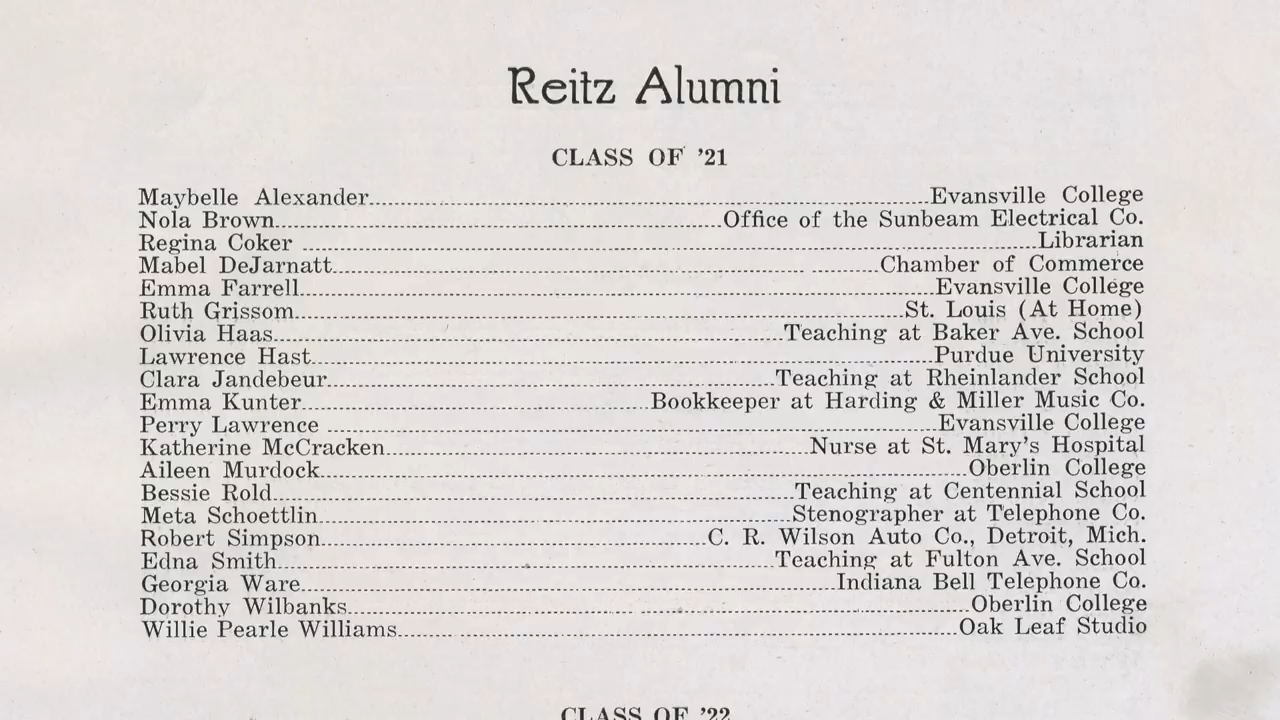 Reitz Alumni
CLASS OF '21
Maybelle Alexander........Evansville College
Nola Brown........Office of the Sunbeam Electrical Co.
Regina Coker ........Librarian
Mabel DeJarnatt........Chamber of Commerce
Emma Farrell........Evansville College
Ruth Grissom........St. Louis (At Home)
Olivia Haas........Teaching at Baker Ave. School
Lawrence Hast........Purdue University
Clara Jandebeur........Teaching at Rheinlander School
Emma Kunter........Bookkeeper at Harding & Miller Music Co.
Perry Lawrence ........Evansville College
Katherine McCracken........Nurse at St. Mary's Hospital
Aileen Murdock........Oberlin College
Bessie Rold........Teaching at Centennial School
Meta Schoettlin........Stenographer at Telephone Co.
Robert Simpson........C. R. Wilson Auto Co., Detroit, Mich.
Edna Smith........Teaching at Fulton Ave. School
Georgia Ware........Indiana Bell Telephone Co.
Dorothy Wilbanks........Oberlin College
Willie Pearle Williams........Oak Leaf Studio
CLASS OF '22